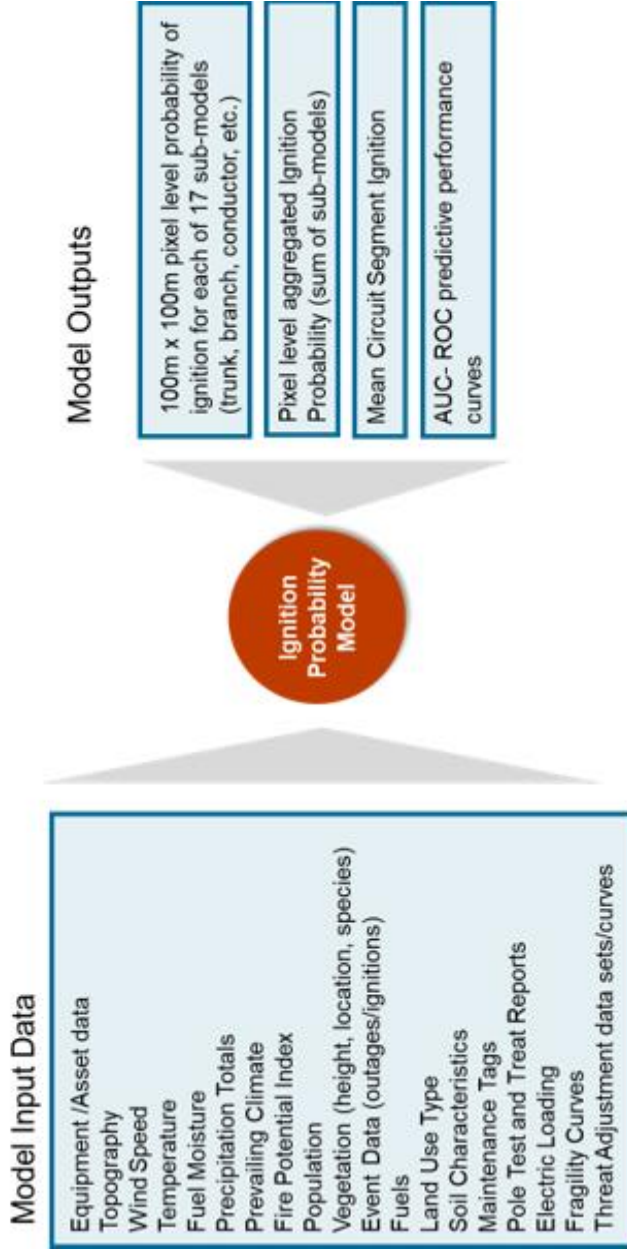 Model Input Data
Equipment /Asset data
Topography
Wind Speed
Temperature
Fuel Moisture
Precipitation Totals
Prevailing Climate
Fire Potential Index
Population
Vegetation (height, location, species)
Event Data (outages/ignitions)
Fuels
Land Use Type
Soil Characteristics
Maintenance Tags
Pole Test and Treat Reports
Electric Loading
Fragility Curves
Threat Adjustment data sets/curves
Ignition
Probability
Model
Model Outputs
100m x 100m pixel level probability of
ignition for each of 17 sub-models
(trunk, branch, conductor, etc.)
Pixel level aggregated Ignition
Probability (sum of sub-models)
Mean Circuit Segment Ignition
AUC- ROC predictive performance
curves